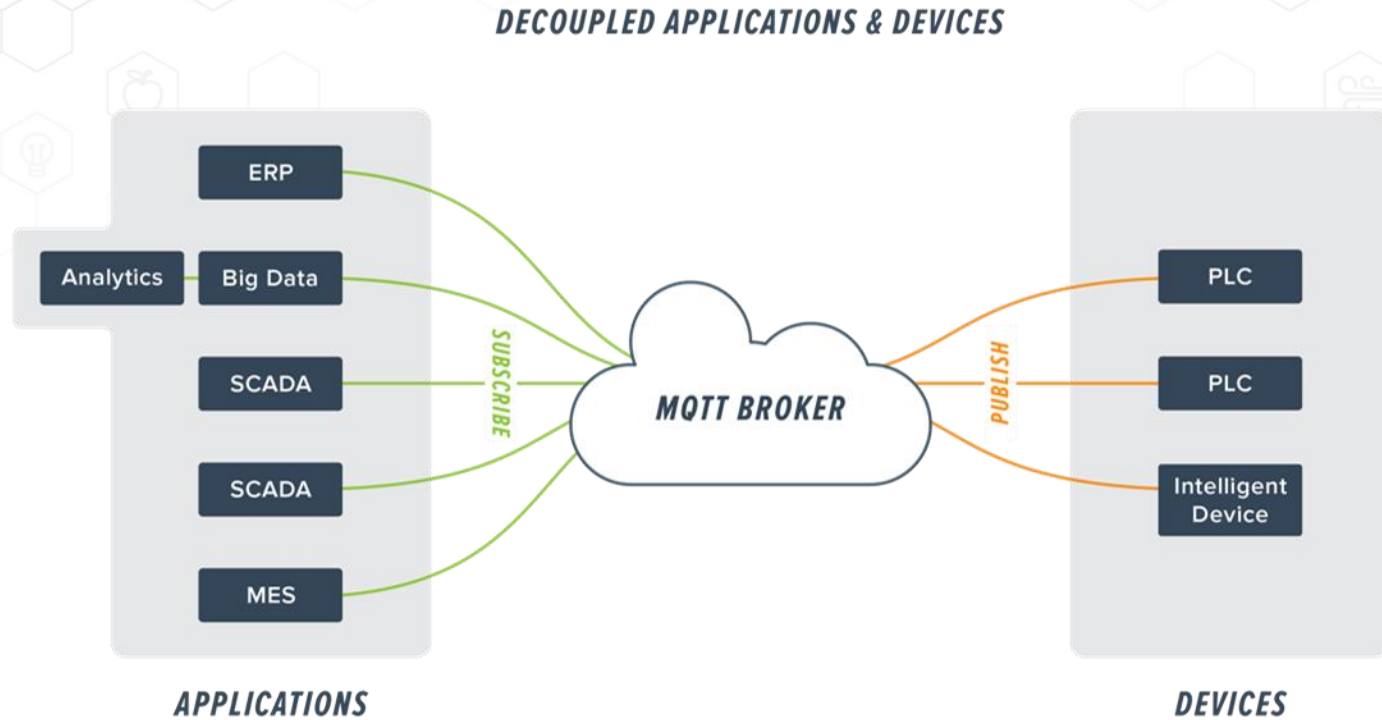 DECOUPLED APPLICATIONS & DEVICES
ERP
Analytics
Big Data
SCADA
SCADA
MES
SUBSCRIBE
MQTT BROKER
PUBLISH
PLC
PLC
Intelligent
Device
APPLICATIONS
DEVICES